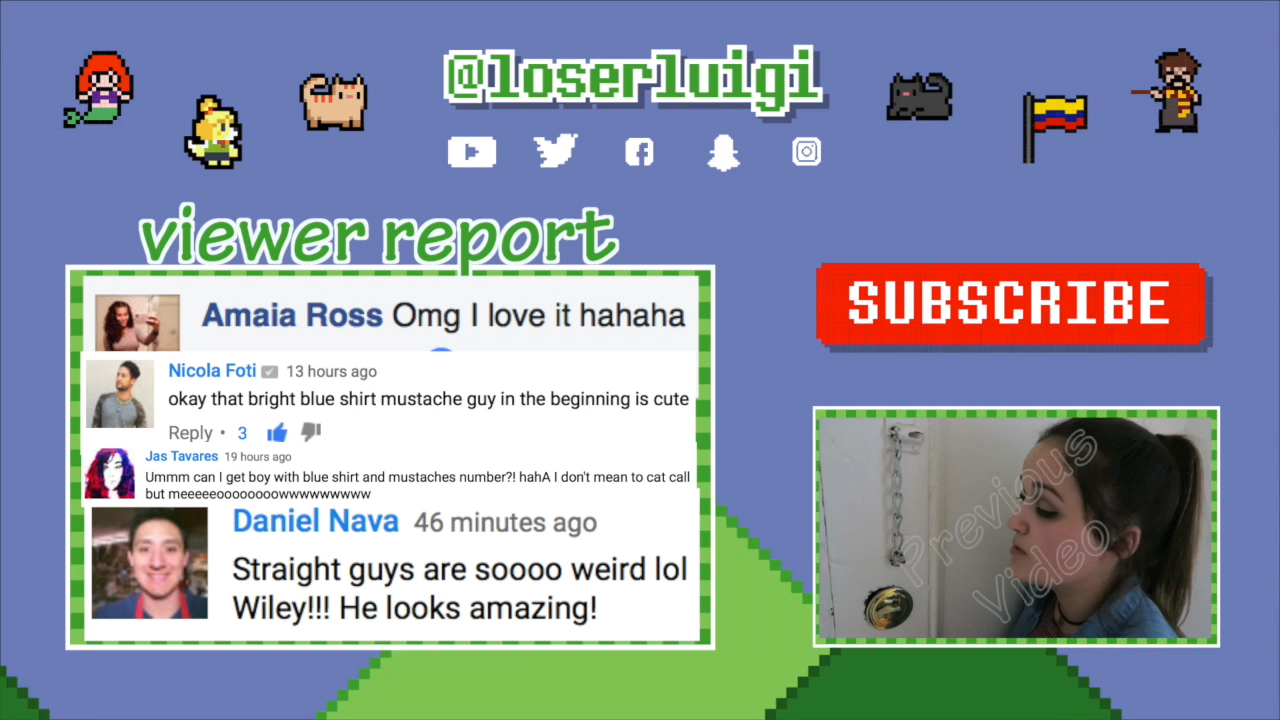 @loserluigi
viewer report
Amaia Ross Omg I love it hahaha
Nicola Foti 13 hours ago
okay that bright blue shirt mustache guy in the beginning is cute
Reply • 3
Jas Tavares 19 hours ago
Ummm can I get boy with blue shirt and mustaches number?! hahA I don't mean to cat call
but meeeeeoooooooowwwwwwwww
Daniel Nava 46 minutes ago
Straight guys are soooo weird lol
Wiley!!! He looks amazing!
SUBSCRIBE
Previous
Video